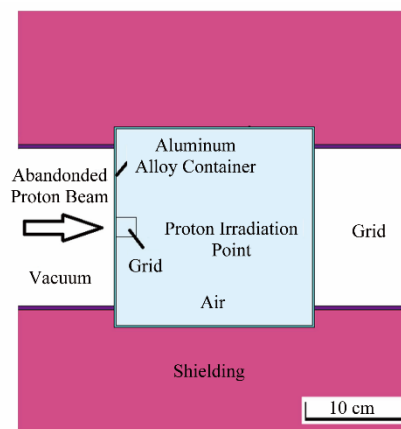 Aluminum
Alloy Container
Abandonded
Proton Beam
Proton Irradiation
Point
Grid
Grid
Vacuum
Air
Shielding
10 cm